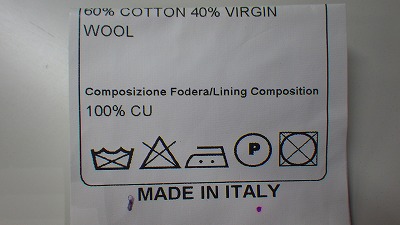 60% COTTON 40% VIRGIN
WOOL
Composizione Fodera/Lining Composition
100% CU
P
MADE IN ITALY